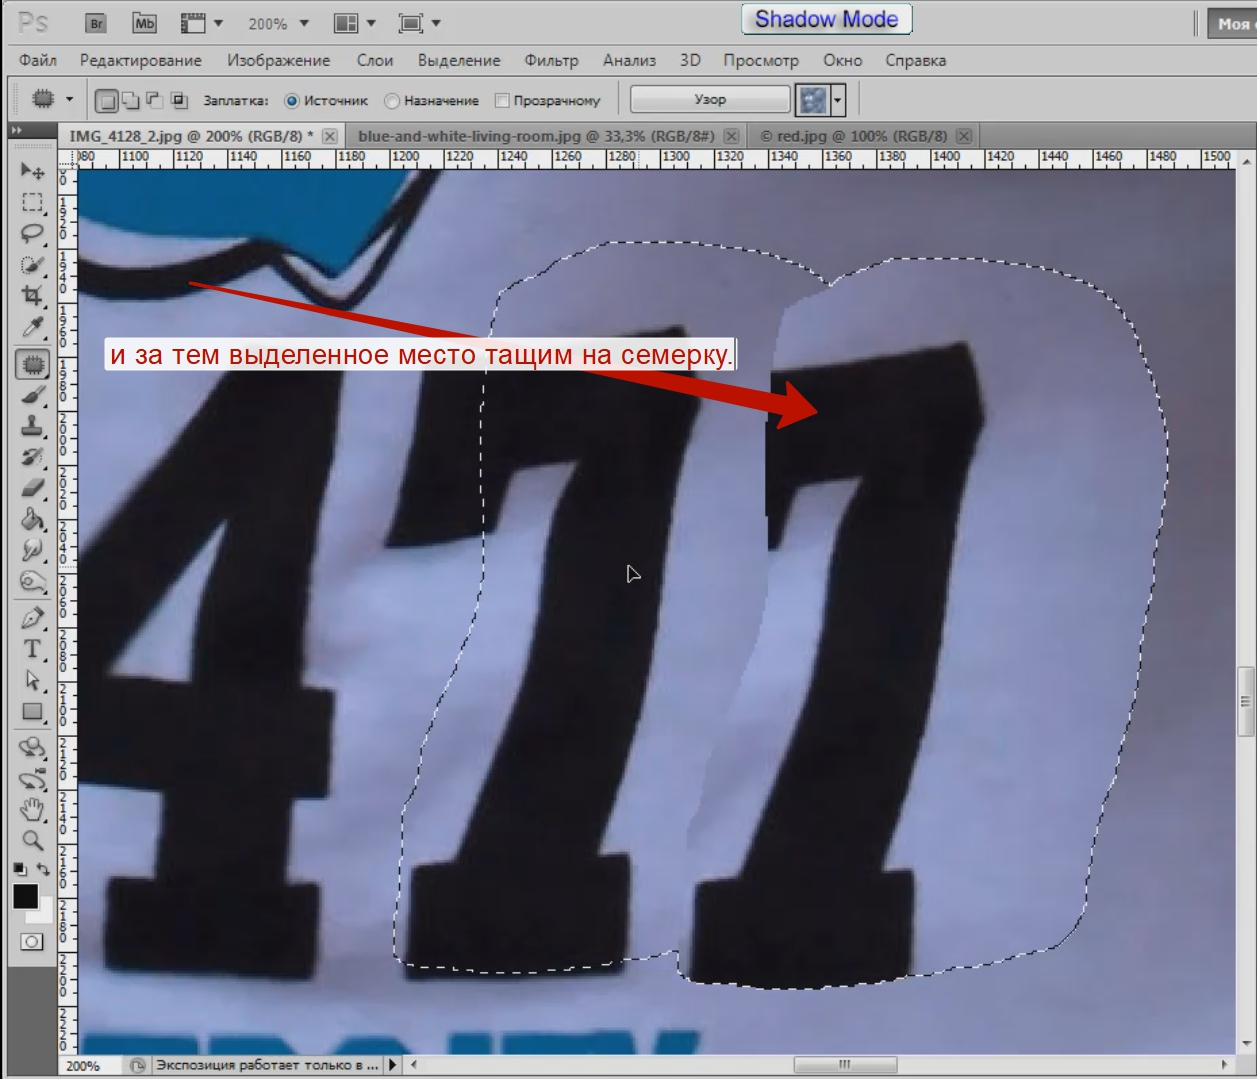 Ps Br Mb 200% Shadow Mode Моя
Файл Редактирование Изображение Слои Выделение Фильтр Анализ 3D Просмотр Окно Справка
Заплатка: Источник Назначение Прозрачному Узор
IMG_4128_2.jpg @ 200% (RGB/8) * blue-and-white-living-room.jpg @ 33,3% (RGB/8#) © red.jpg @ 100% (RGB/8)
1100 1120 1140 1160 1180 1200 1220 1240 1260 1280 1300 1320 1340 1360 1380 1400 1420 1440 1460 1480 1500
и за тем выделенное место тащим на семерку.
477
200% Экспозиция работает только в ...